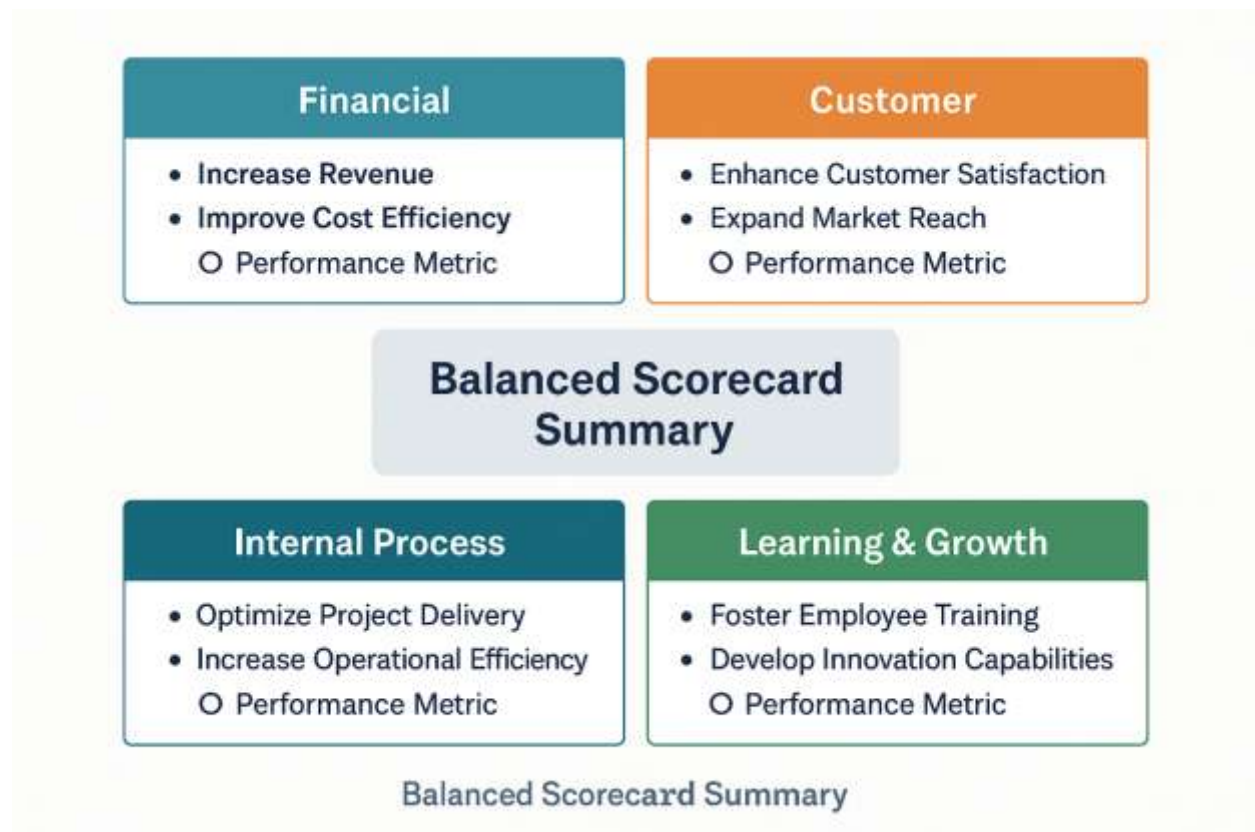 Financial
• Increase Revenue
• Improve Cost Efficiency
○ Performance Metric
Customer
• Enhance Customer Satisfaction
• Expand Market Reach
○ Performance Metric
Balanced Scorecard
Summary
Internal Process
• Optimize Project Delivery
• Increase Operational Efficiency
○ Performance Metric
Learning & Growth
• Foster Employee Training
• Develop Innovation Capabilities
○ Performance Metric
Balanced Scorecard Summary